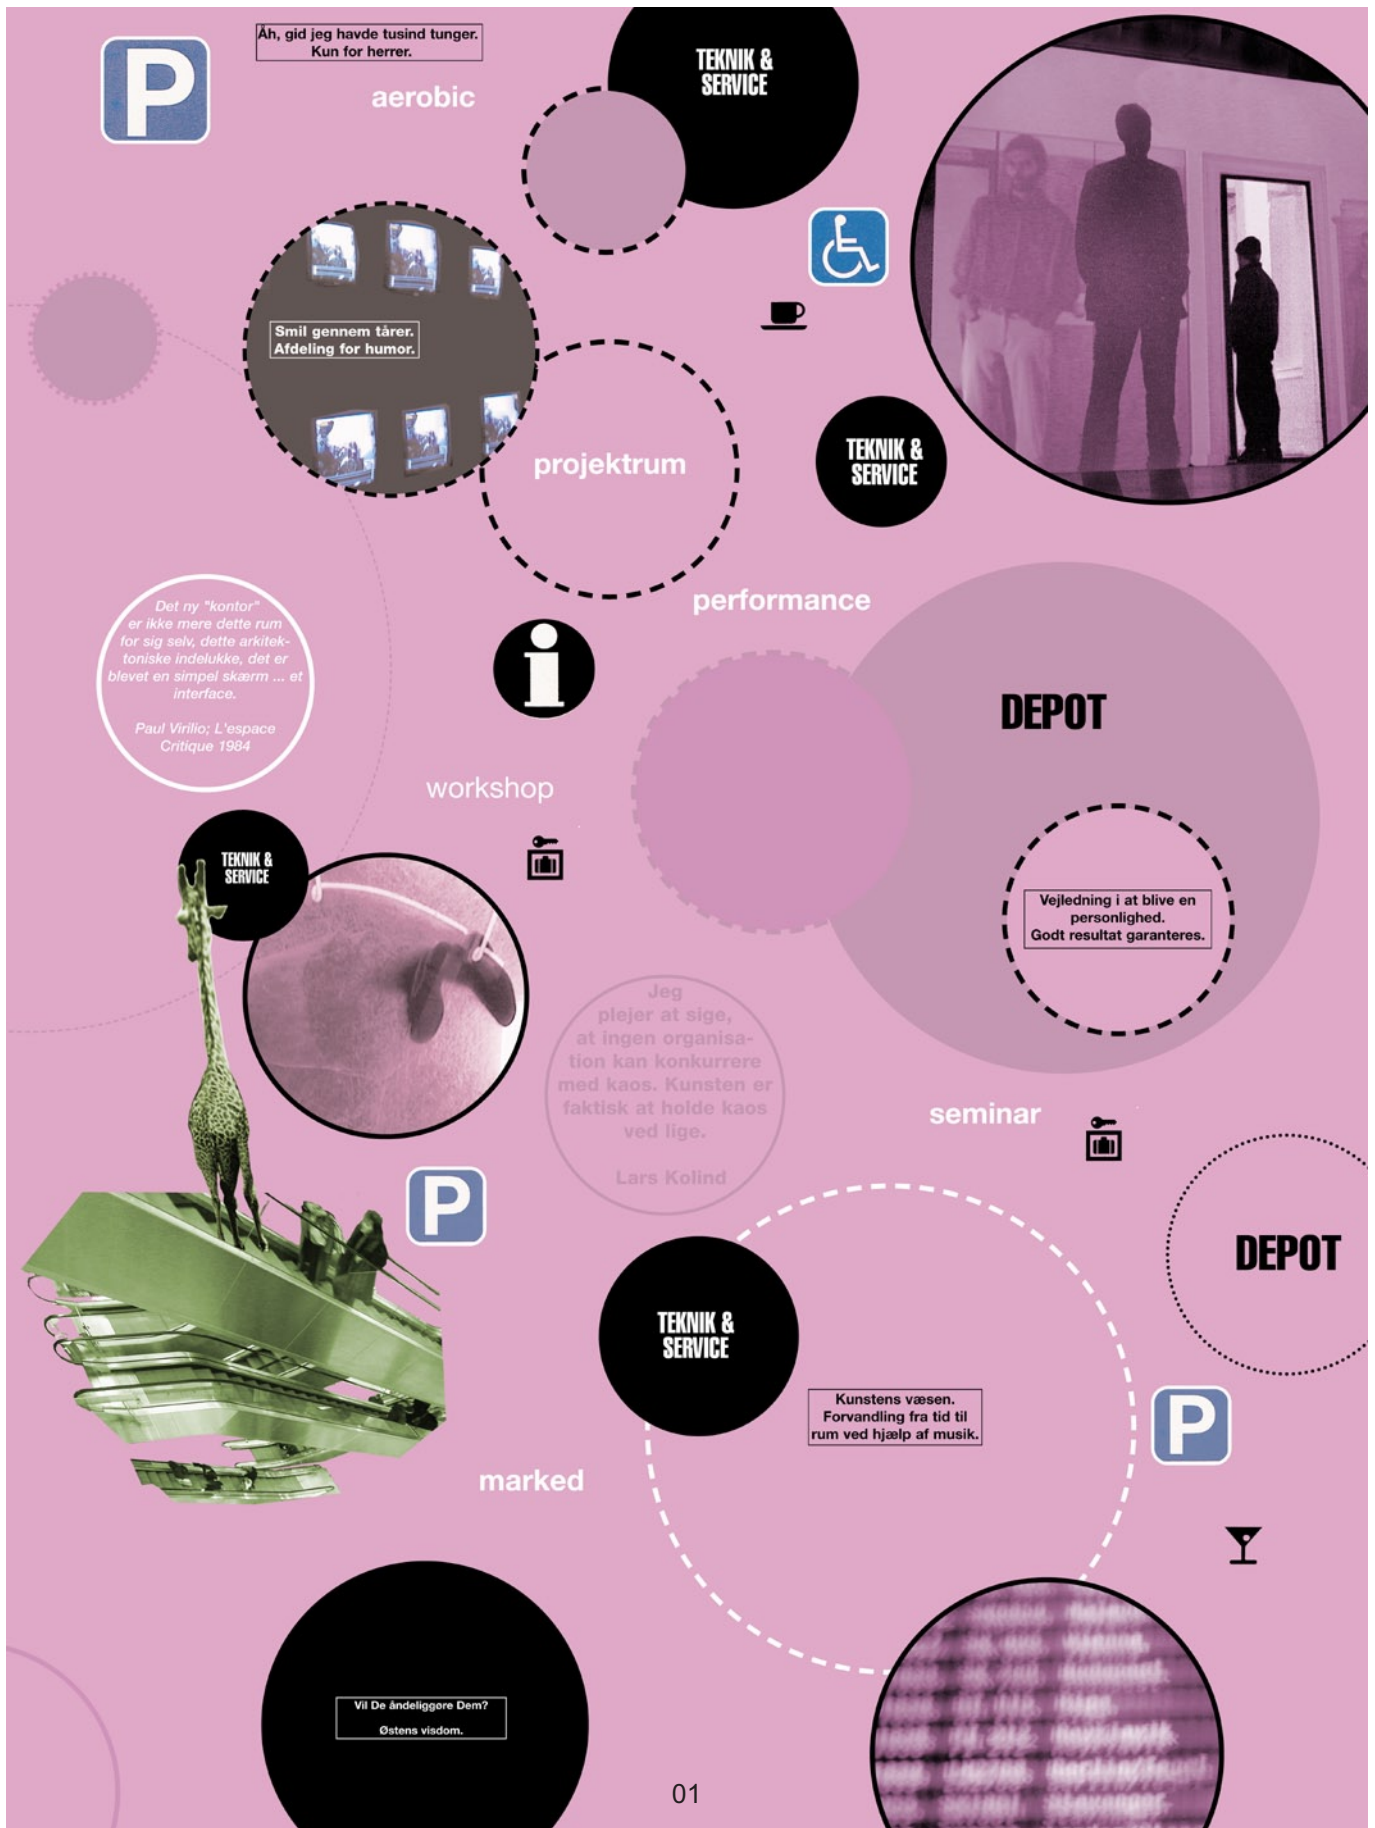 P
Åh, gid jeg havde tusind tunger.
Kun for herrer.
aerobic
TEKNIK &
SERVICE
Smil gennem tårer.
Afdeling for humor.
projektrum
TEKNIK &
SERVICE
performance
Det ny "kontor"
er ikke mere dette rum
for sig selv, dette arkitek-
toniske indelukke, det er
blevet en simpel skærm ... et
interface.
Paul Virilio; L'espace
Critique 1984
i
DEPOT
workshop
TEKNIK &
SERVICE
Vejledning i at blive en
personlighed.
Godt resultat garanteres.
Jeg
plejer at sige,
at ingen organisa-
tion kan konkurrere
med kaos. Kunsten er
faktisk at holde kaos
ved lige.
Lars Kolind
seminar
P
DEPOT
TEKNIK &
SERVICE
Kunstens væsen.
Forvandling fra tid til
rum ved hjælp af musik.
P
marked
Vil De åndeliggøre Dem?
Østens visdom.
01